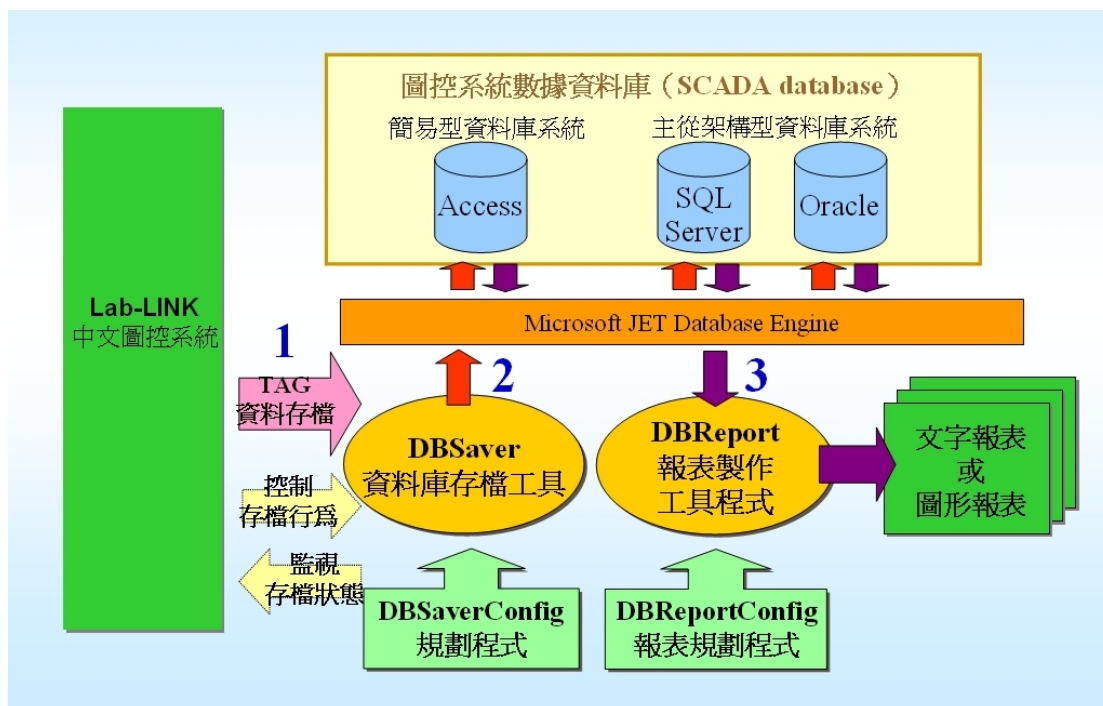 圖控系統數據資料庫（SCADA database）
簡易型資料庫系統
主從架構型資料庫系統
Access
SQL
Server
Oracle
Microsoft JET Database Engine
Lab-LINK
中文圖控系統
1
TAG
資料存檔
2
3
DBSaver
資料庫存檔工具
DBReport
報表製作
工具程式
文字報表
或
圖形報表
控制
存檔行為
監視
存檔狀態
DBSaverConfig
規劃程式
DBReportConfig
報表規劃程式